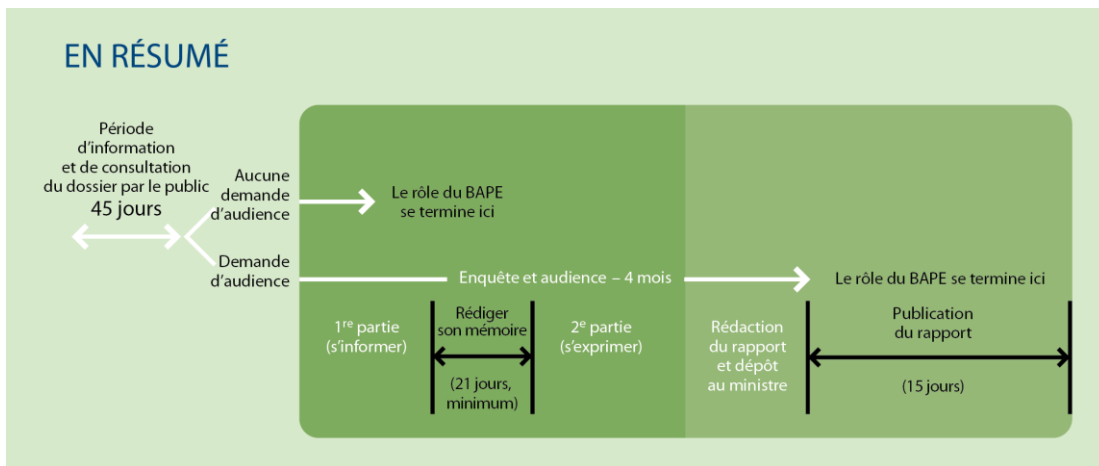 EN RÉSUMÉ
Période
d'information
et de consultation
du dossier par le public
45 jours
Aucune
demande
d'audience
Le rôle du BAPE
se termine ici
Demande
d'audience
Enquête et audience – 4 mois
Le rôle du BAPE se termine ici
1re partie
(s'informer)
Rédiger
son mémoire
(21 jours,
minimum)
2e partie
(s'exprimer)
Rédaction
du rapport
et dépôt
au ministre
Publication
du rapport
(15 jours)